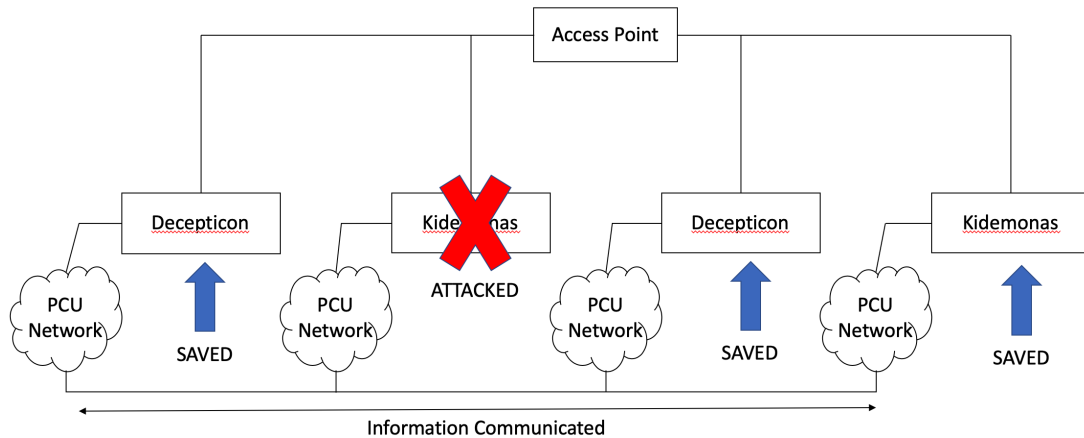 Access Point
Decepticon
Kidemonas
Decepticon
Kidemonas
ATTACKED
PCU
Network
PCU
Network
PCU
Network
PCU
Network
SAVED
SAVED
SAVED
Information Communicated